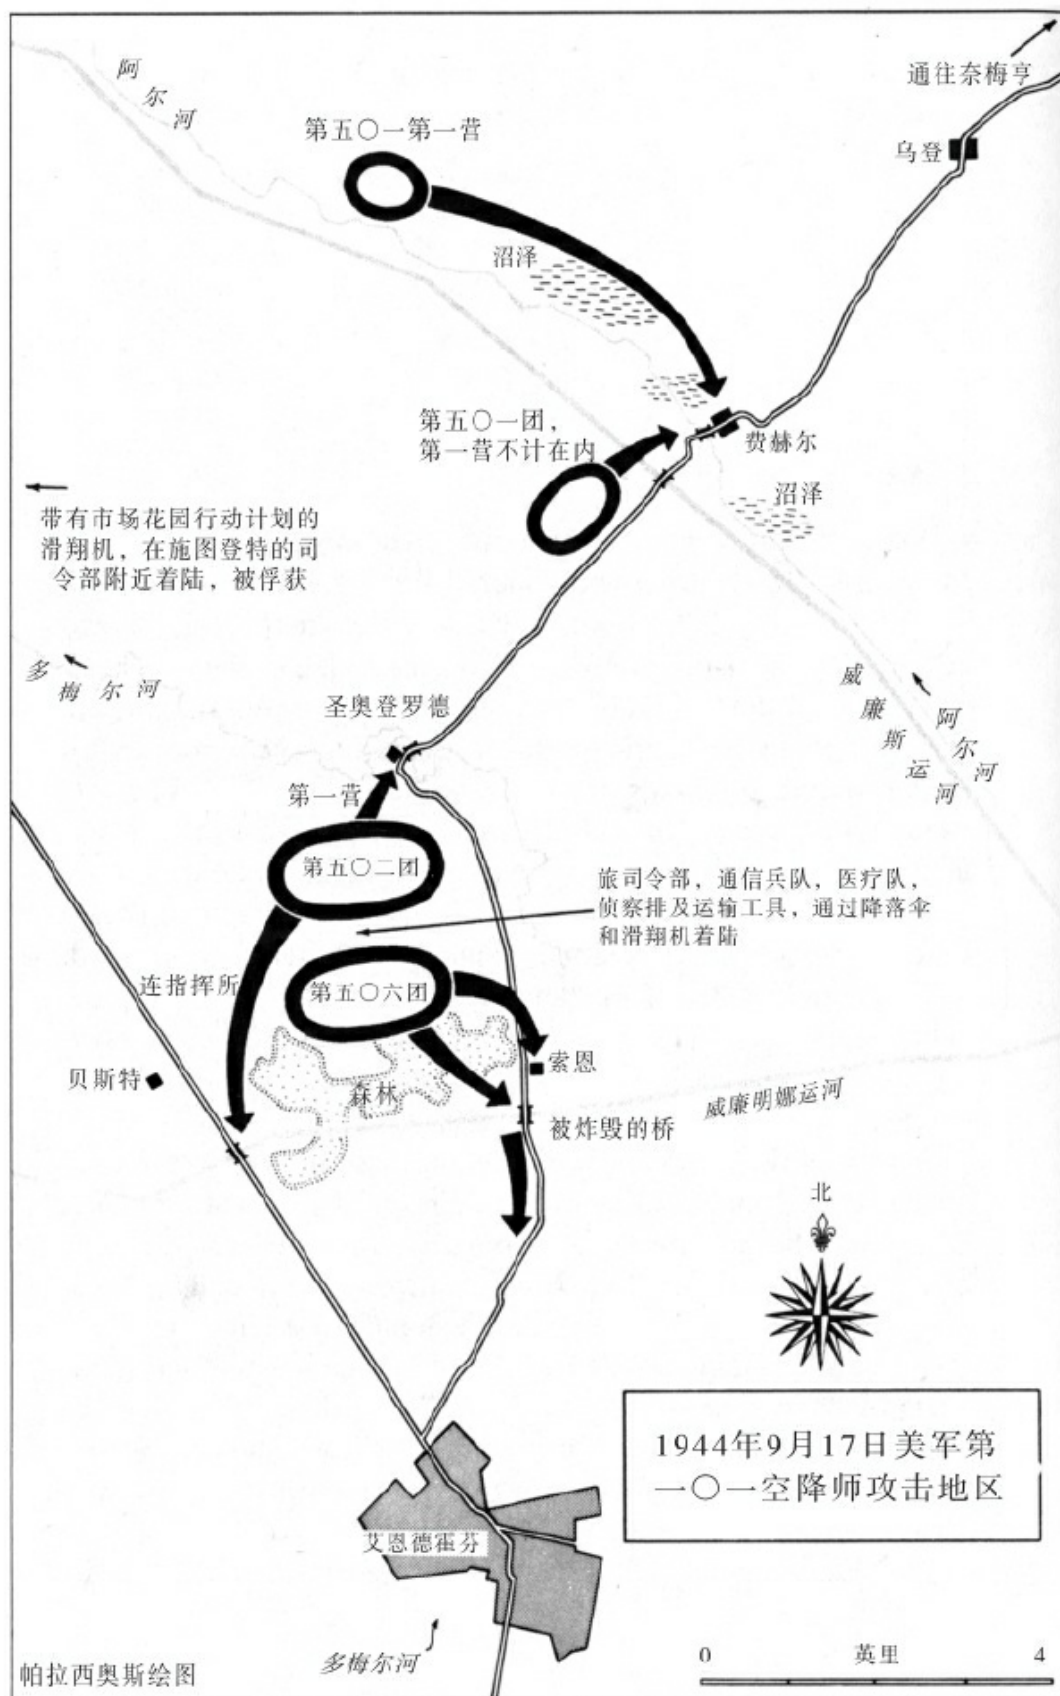 通往奈梅亨
阿尔河
第五〇一第一营
乌登
沼泽
第五〇一团，
第一营不计在内
费赫尔
沼泽
带有市场花园行动计划的
滑翔机，在施图登特的司
令部附近着陆，被俘获
多梅尔河
圣奥登罗德
威廉斯运河
阿尔河
第一营
第五〇二团
旅司令部，通信兵队，医疗队，
侦察排及运输工具，通过降落伞
和滑翔机着陆
连指挥所
第五〇六团
贝斯特
森林
索恩
威廉明娜运河
被炸毁的桥
北
1944年9月17日美军第
一〇一空降师攻击地区
艾恩德霍芬
多梅尔河
帕拉西奥斯绘图
0 英里 4